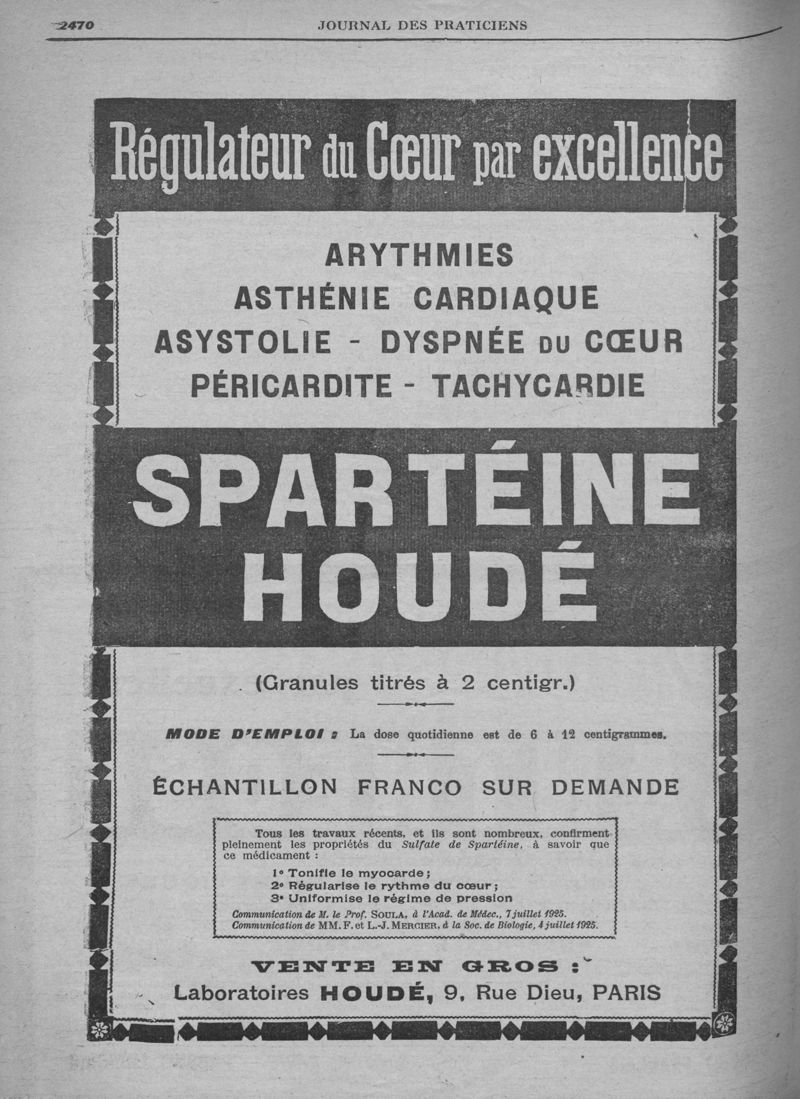 2470
JOURNAL DES PRATICIENS
Régulateur du Cœur par excellence
ARYTHMIES
ASTHÉNIE CARDIAQUE
ASYSTOLIE - DYSPNÉE DU CŒUR
PÉRICARDITE - TACHYCARDIE
SPARTÉINE
HOUDÉ
(Granules titrés à 2 centigr.)
MODE D'EMPLOI : La dose quotidienne est de 6 à 12 centigrammes.
ÉCHANTILLON FRANCO SUR DEMANDE
Tous les travaux récents, et ils sont nombreux, confirment
pleinement les propriétés du Sulfate de Spartéine, à savoir que
ce médicament :
1º Tonifie le myocarde ;
2º Régularise le rythme du cœur ;
3º Uniformise le régime de pression
Communication de M. le Prof. SOULA, à l'Acad. de Médec., 7 juillet 1925.
Communication de MM. F. et L.-J. MERCIER, à la Soc. de Biologie, 4 juillet 1925.
VENTE EN GROS :
Laboratoires HOUDÉ, 9, Rue Dieu, PARIS